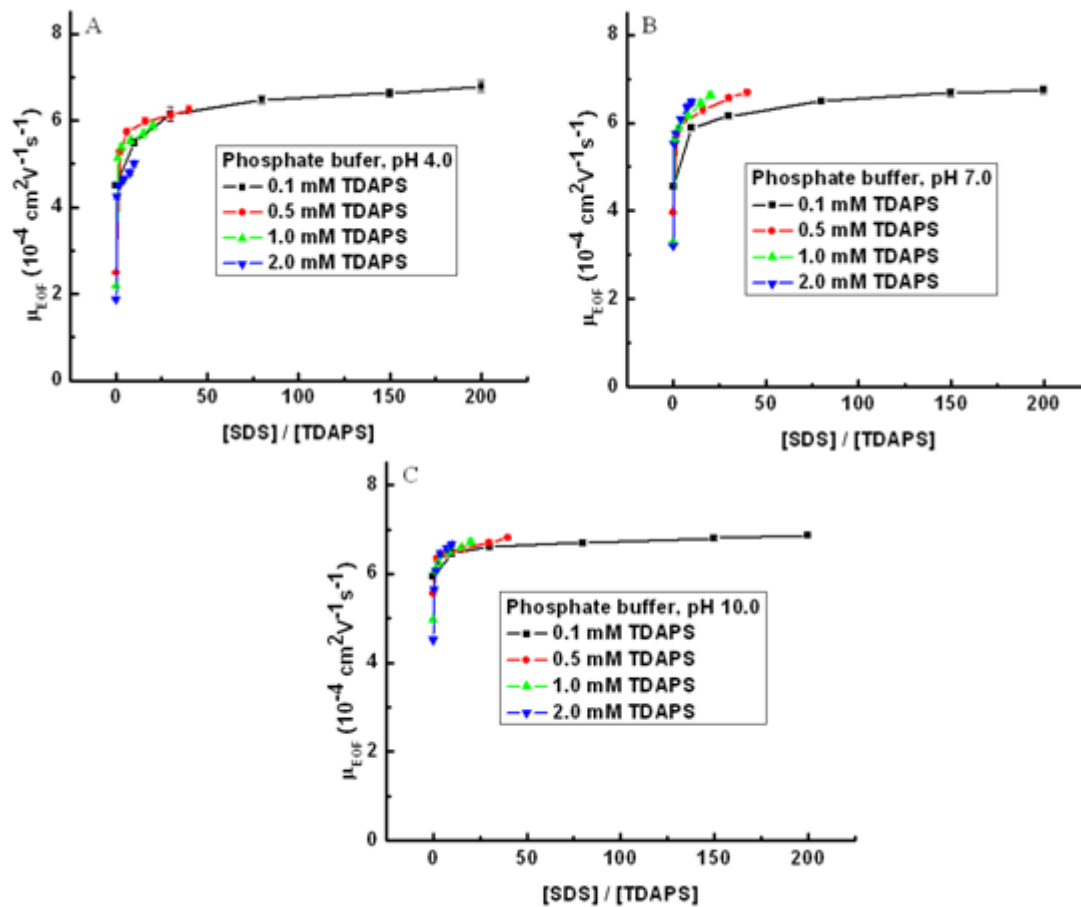 A
8
6
4
2
0
μEOF (10⁻⁴ cm²V⁻¹s⁻¹)
Phosphate bufer, pH 4.0
0.1 mM TDAPS
0.5 mM TDAPS
1.0 mM TDAPS
2.0 mM TDAPS
0 50 100 150 200
[SDS] / [TDAPS]
B
8
6
4
2
0
μEOF (10⁻⁴ cm²V⁻¹s⁻¹)
Phosphate buffer, pH 7.0
0.1 mM TDAPS
0.5 mM TDAPS
1.0 mM TDAPS
2.0 mM TDAPS
0 50 100 150 200
[SDS] / [TDAPS]
C
8
6
4
2
0
μEOF (10⁻⁴ cm²V⁻¹s⁻¹)
Phosphate buffer, pH 10.0
0.1 mM TDAPS
0.5 mM TDAPS
1.0 mM TDAPS
2.0 mM TDAPS
0 50 100 150 200
[SDS] / [TDAPS]